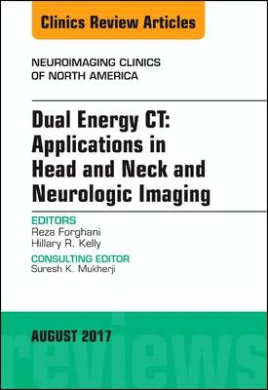 Clinics Review Articles
NEUROIMAGING CLINICS
OF NORTH AMERICA
Dual Energy CT:
Applications in
Head and Neck and
Neurologic Imaging
EDITORS
Reza Forghani
Hillary R. Kelly
CONSULTING EDITOR
Suresh K. Mukherji
AUGUST 2017
reviews